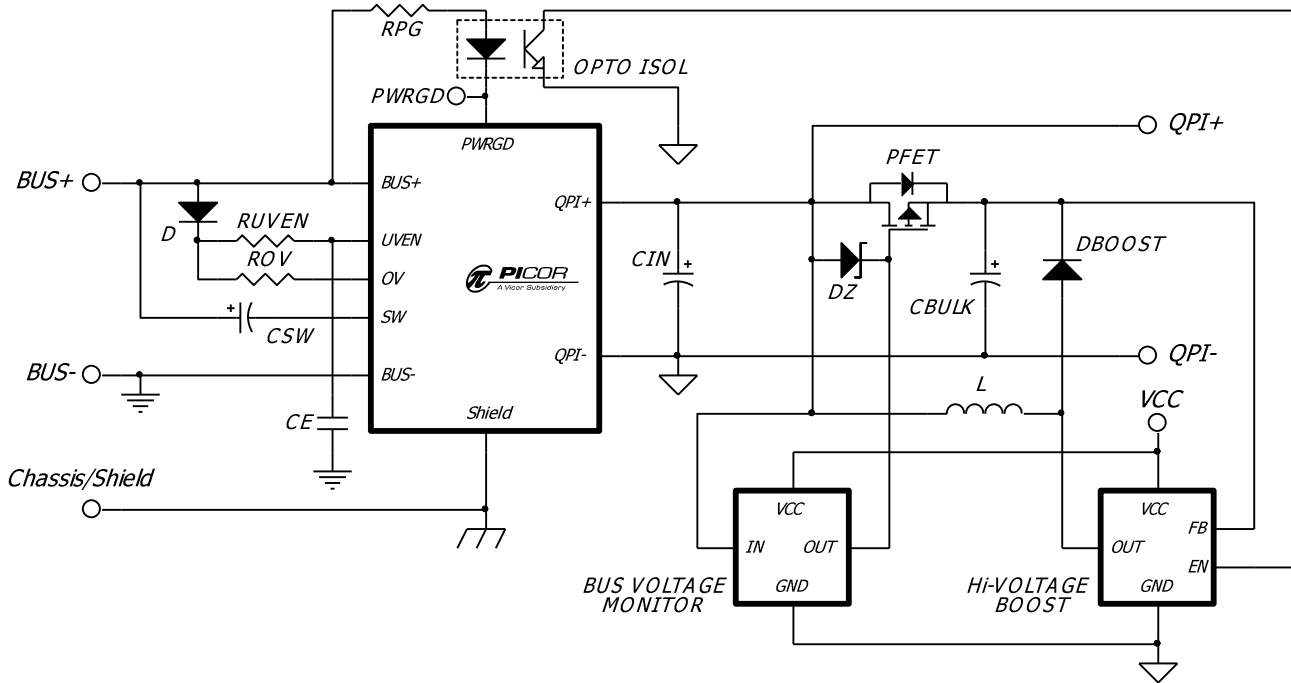 RPG
OPTO ISOL
PWRGD
PWRGD
QPI+
BUS+
BUS+
PFET
QPI+
D
RUVEN
UVEN
ROV
OV
PICOR
A Vicor Subsidiary
CIN
DZ
DBOOST
CBULK
CSW
SW
QPI-
QPI-
BUS-
BUS-
L
VCC
CE
Shield
Chassis/Shield
VCC
VCC
FB
IN
OUT
OUT
EN
GND
GND
BUS VOLTAGE
MONITOR
Hi-VOLTAGE
BOOST